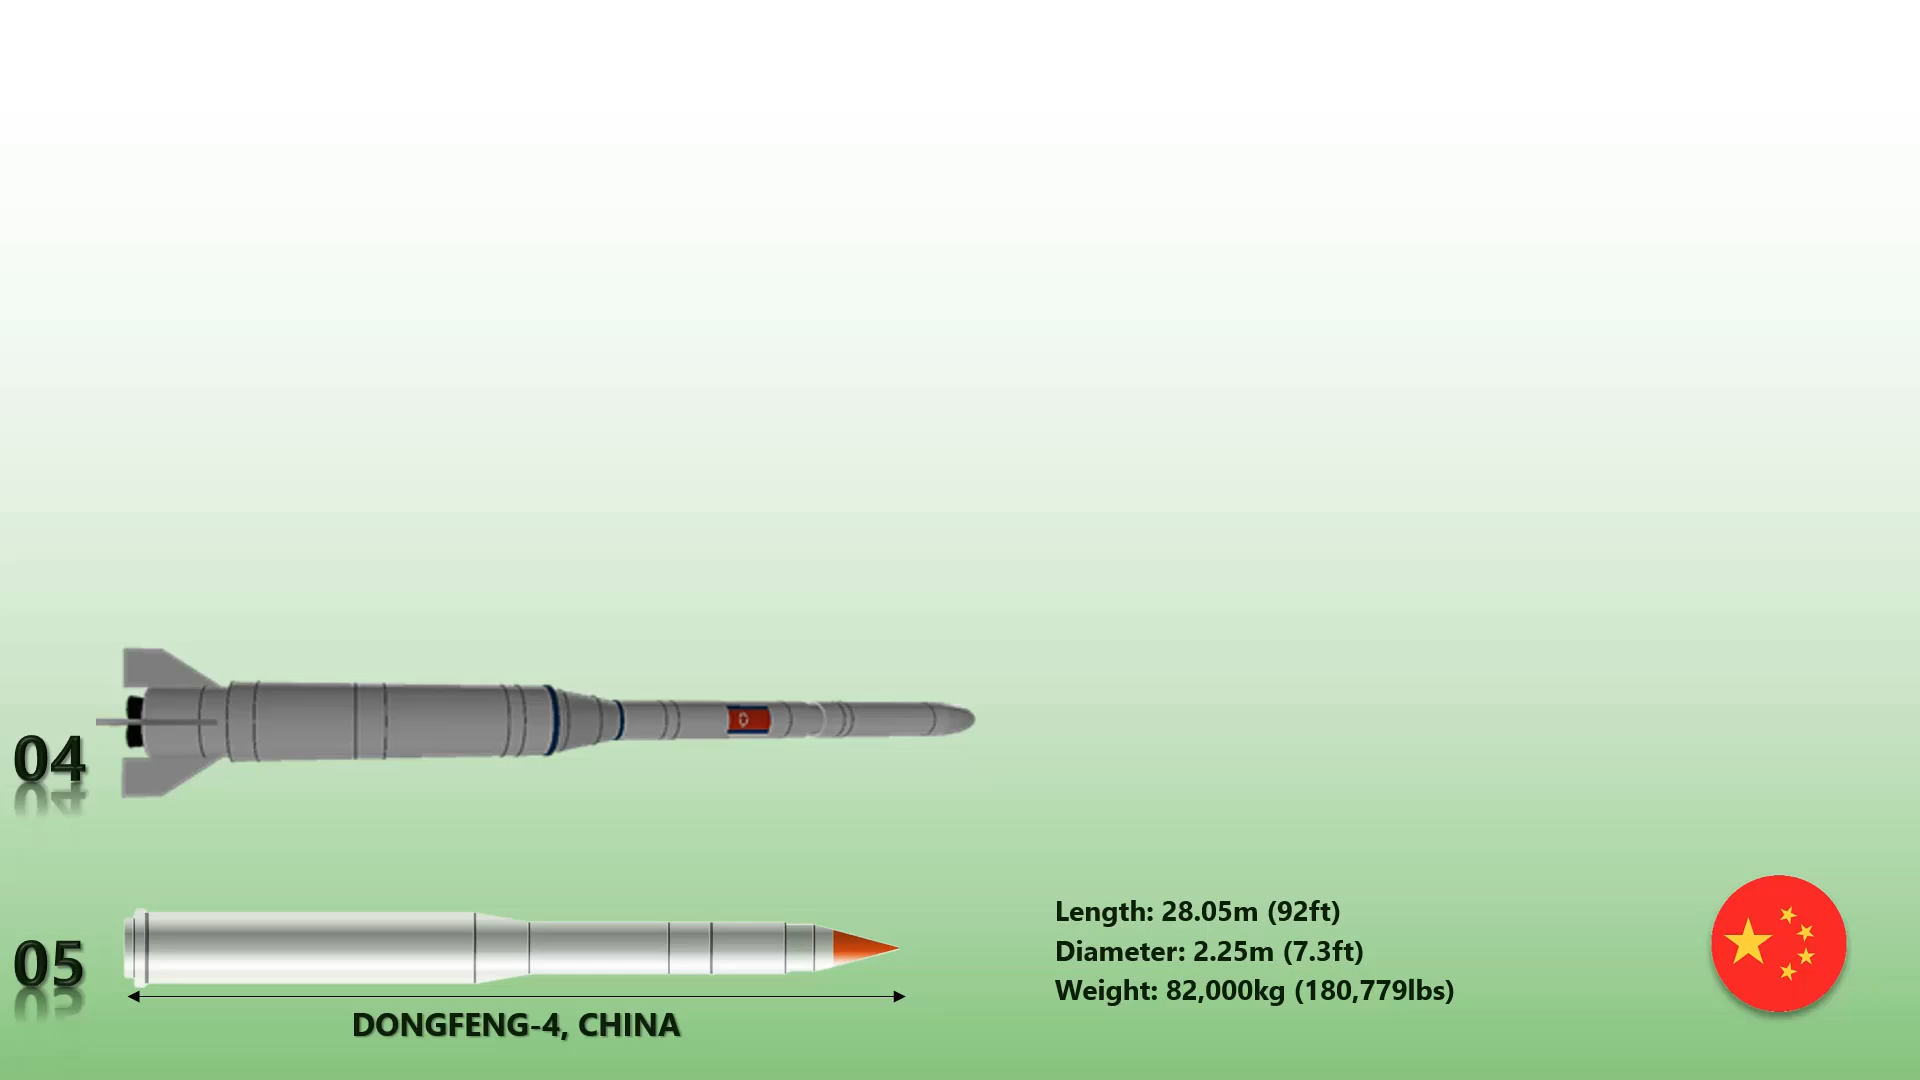 04
05
DONGFENG-4, CHINA
Length: 28.05m (92ft)
Diameter: 2.25m (7.3ft)
Weight: 82,000kg (180,779lbs)